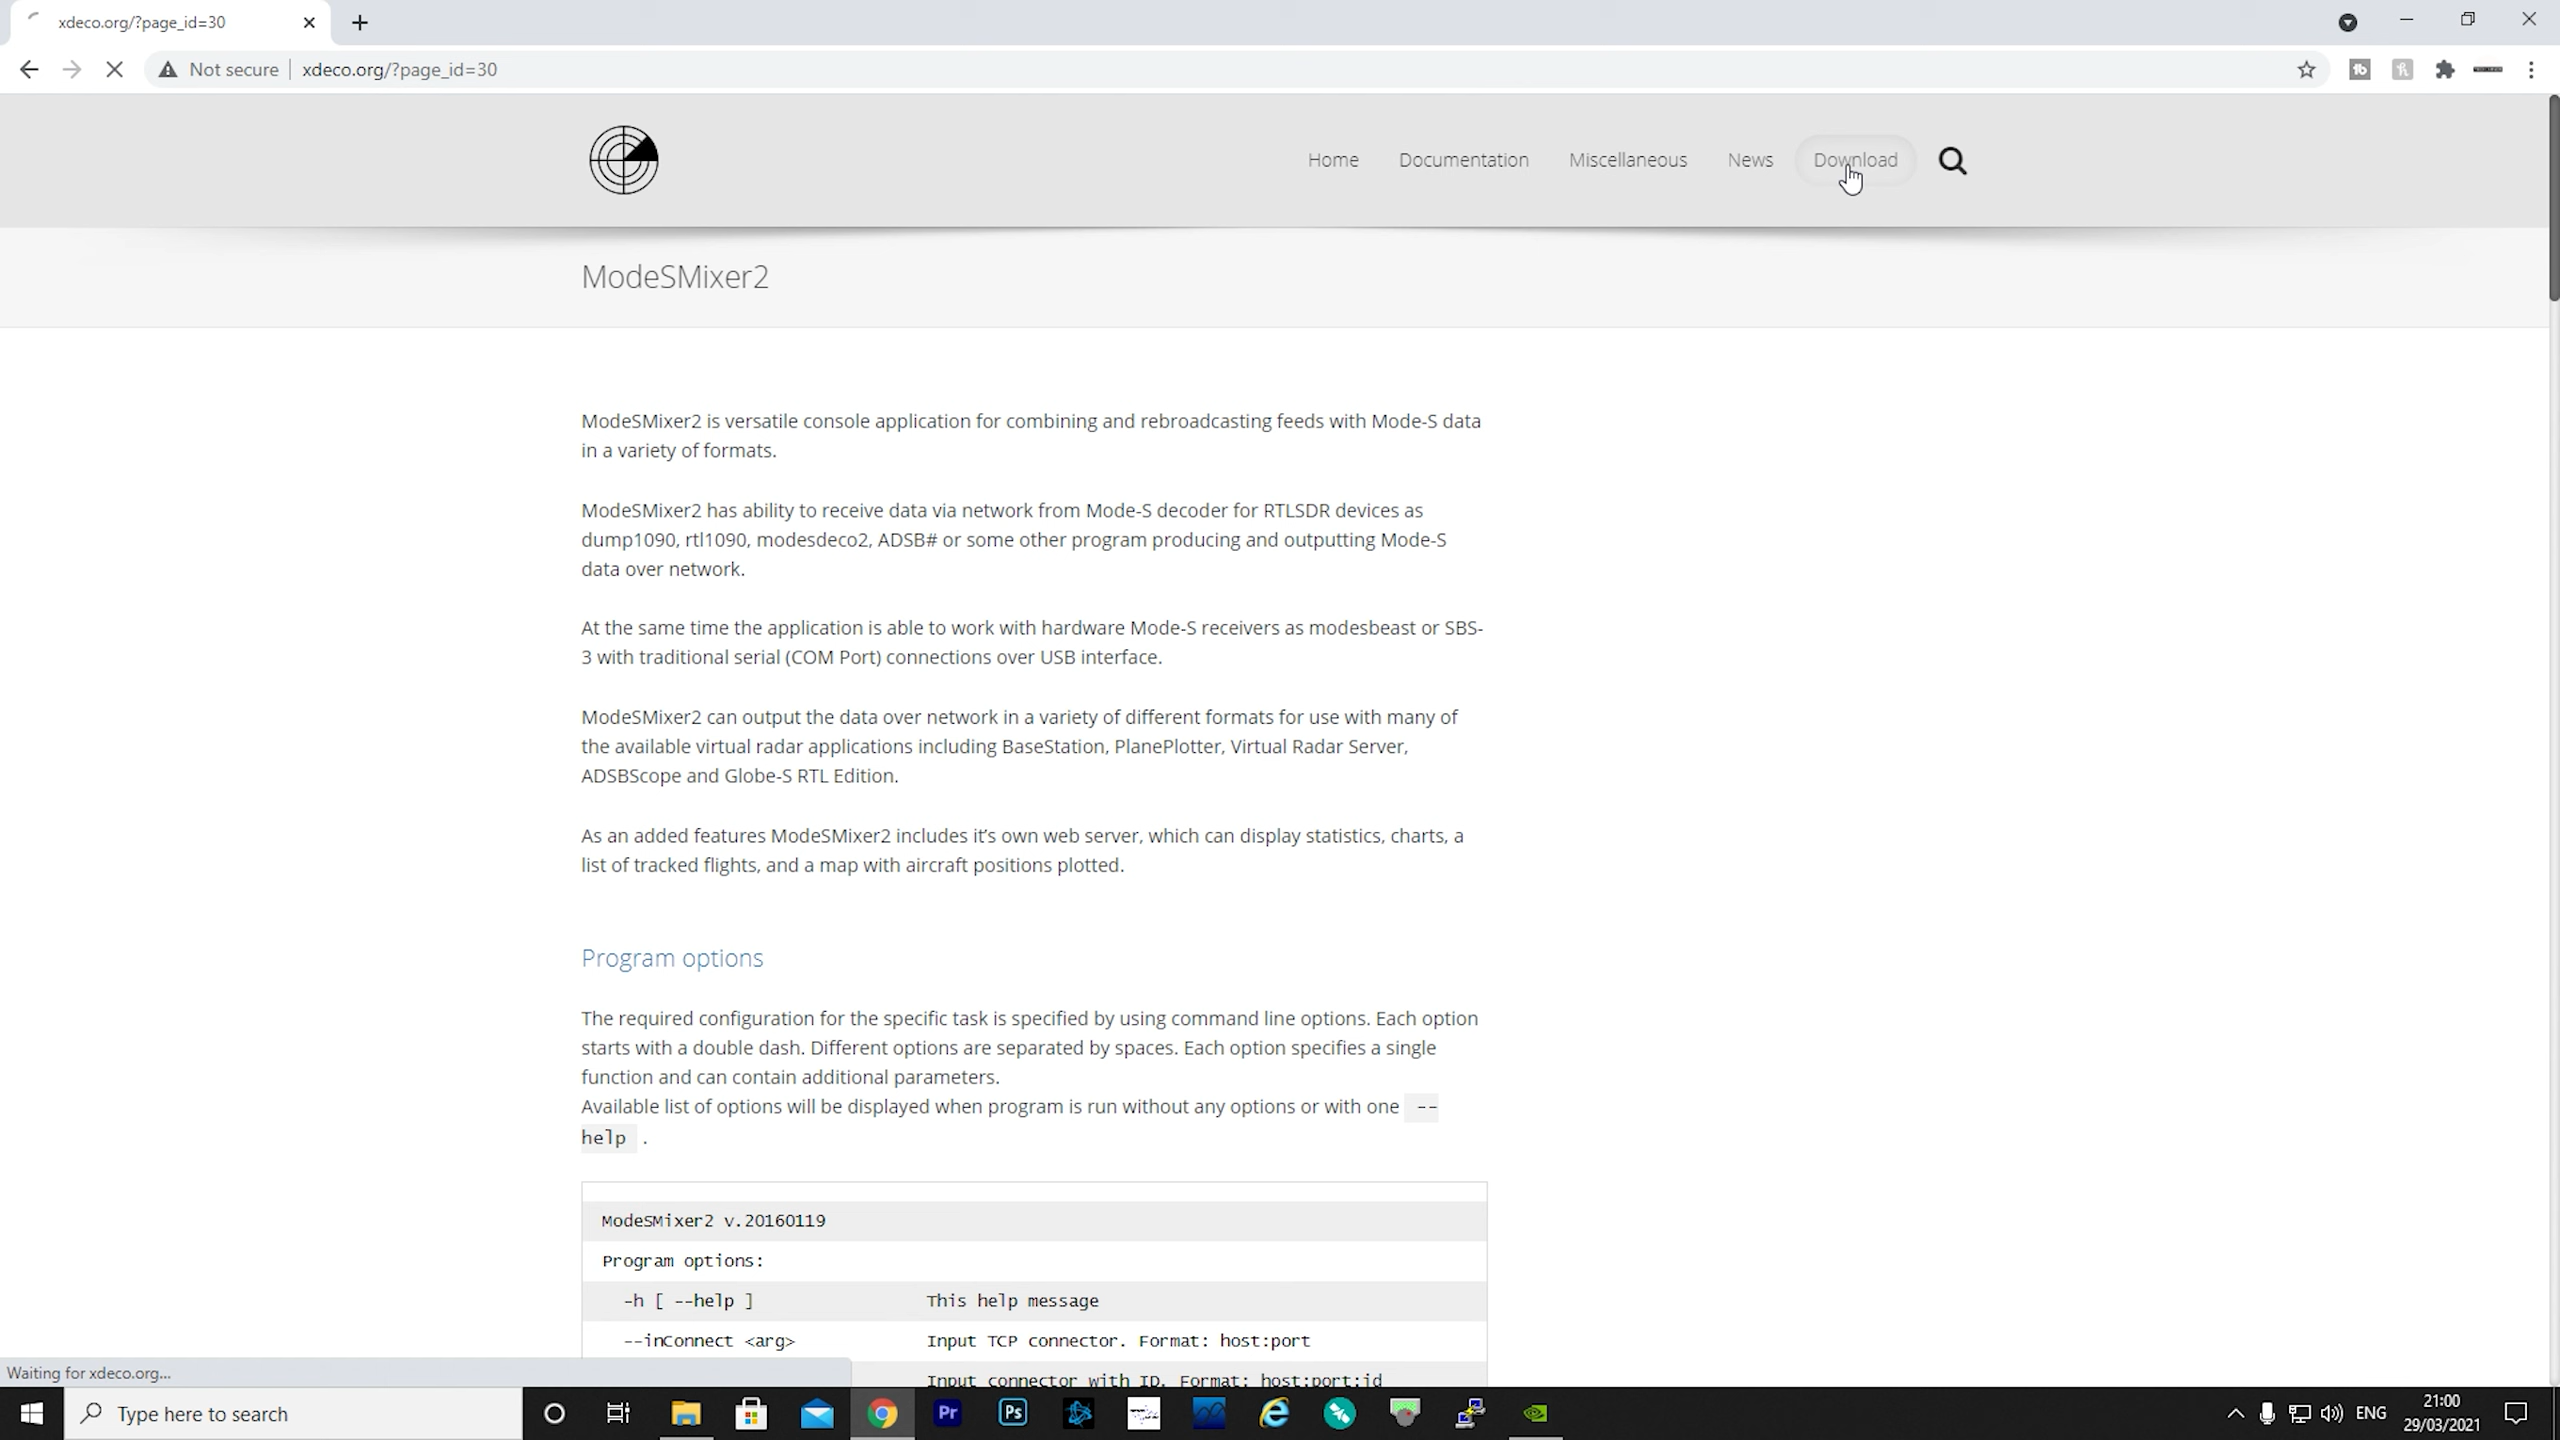 xdeco.org/?page_id=30
Not secure
xdeco.org/?page_id=30
Home
Documentation
Miscellaneous
News
Download
ModeSMixer2
ModeSMixer2 is versatile console application for combining and rebroadcasting feeds with Mode-S data
in a variety of formats.
ModeSMixer2 has ability to receive data via network from Mode-S decoder for RTLSDR devices as
dump1090, rtl1090, modesdeco2, ADSB# or some other program producing and outputting Mode-S
data over network.
At the same time the application is able to work with hardware Mode-S receivers as modesbeast or SBS-
3 with traditional serial (COM Port) connections over USB interface.
ModeSMixer2 can output the data over network in a variety of different formats for use with many of
the available virtual radar applications including BaseStation, PlanePlotter, Virtual Radar Server,
ADSBScope and Globe-S RTL Edition.
As an added features ModeSMixer2 includes it's own web server, which can display statistics, charts, a
list of tracked flights, and a map with aircraft positions plotted.
Program options
The required configuration for the specific task is specified by using command line options. Each option
starts with a double dash. Different options are separated by spaces. Each option specifies a single
function and can contain additional parameters.
Available list of options will be displayed when program is run without any options or with one --
help .
ModeSMixer2 v.20160119
Program options:
-h [ --help ] This help message
--inConnect <arg> Input TCP connector. Format: host:port
Input connector with ID. Format: host:port:id
Waiting for xdeco.org...
Type here to search
Pr
Ps
ENG
21:00
29/03/2021